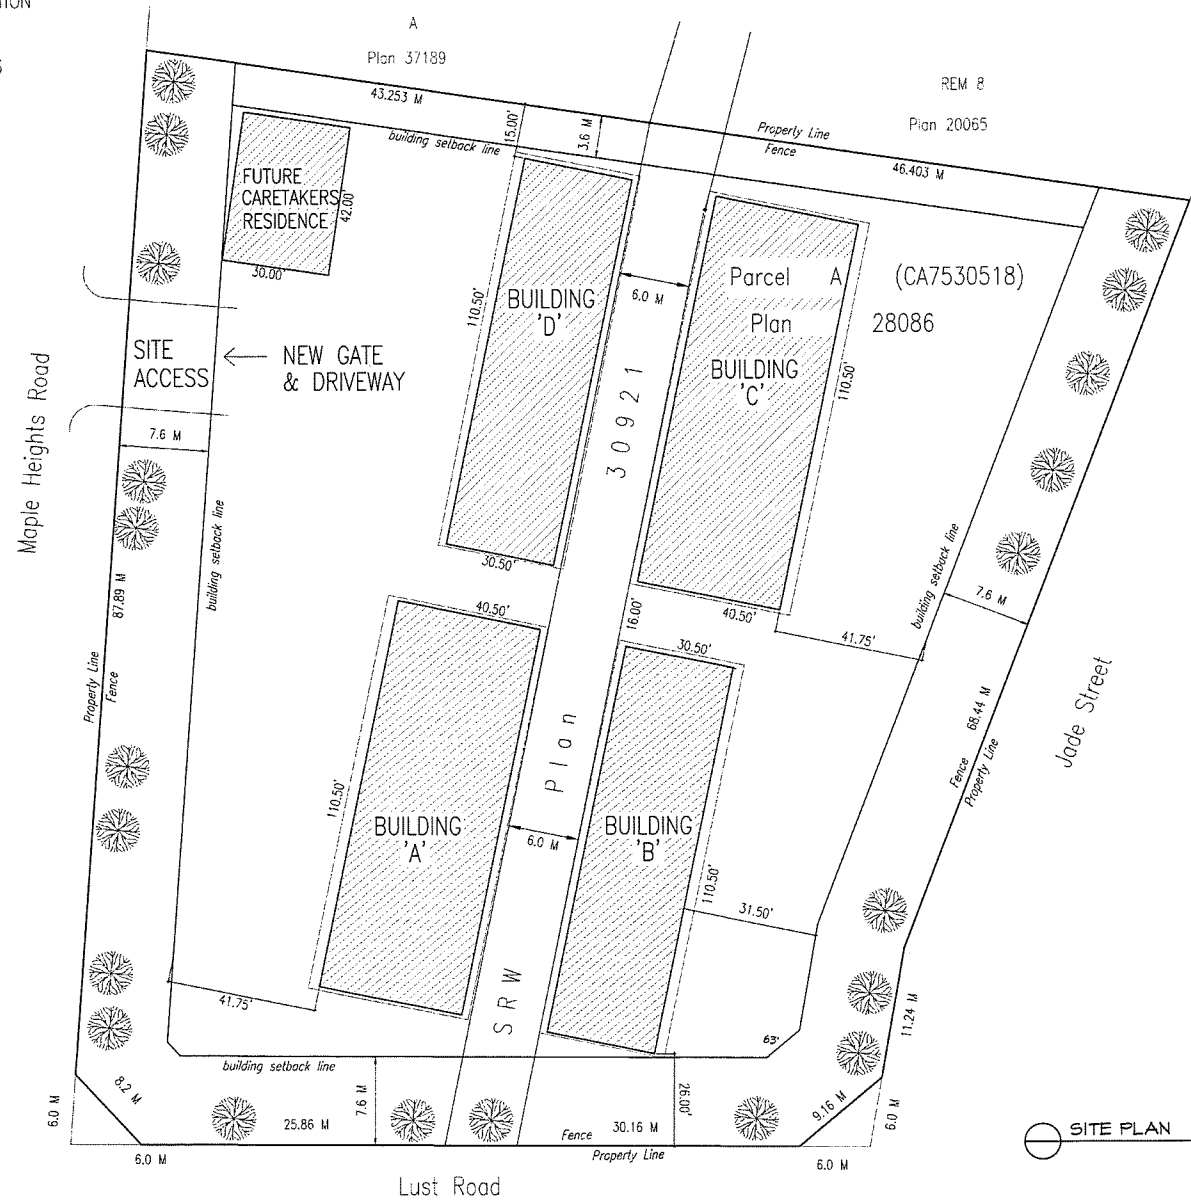 A
Plan 37189
43.253 M
15.00'
3.6 M
building setback line
Property Line
Fence
REM 8
Plan 20065
46.403 M
FUTURE
CARETAKERS
RESIDENCE
42.00'
30.00'
BUILDING
'D'
110.50'
30.50'
6.0 M
Parcel A (CA7530518)
Plan 28086
BUILDING
'C'
110.50'
40.50'
SITE
ACCESS
NEW GATE
& DRIVEWAY
7.6 M
Maple Heights Road
87.89 M
Property Line
Fence
building setback line
SRW Plan 30921
16.00'
41.75'
building setback line
7.6 M
68.44 M
Fence
Property Line
Jade Street
40.50'
BUILDING
'A'
110.50'
41.75'
6.0 M
30.50'
BUILDING
'B'
110.50'
31.50'
63'
11.24 M
building setback line
7.6 M
26.00'
6.0 M
8.2 M
6.0 M
25.86 M
Fence
Property Line
30.16 M
9.16 M
6.0 M
6.0 M
Lust Road
SITE PLAN